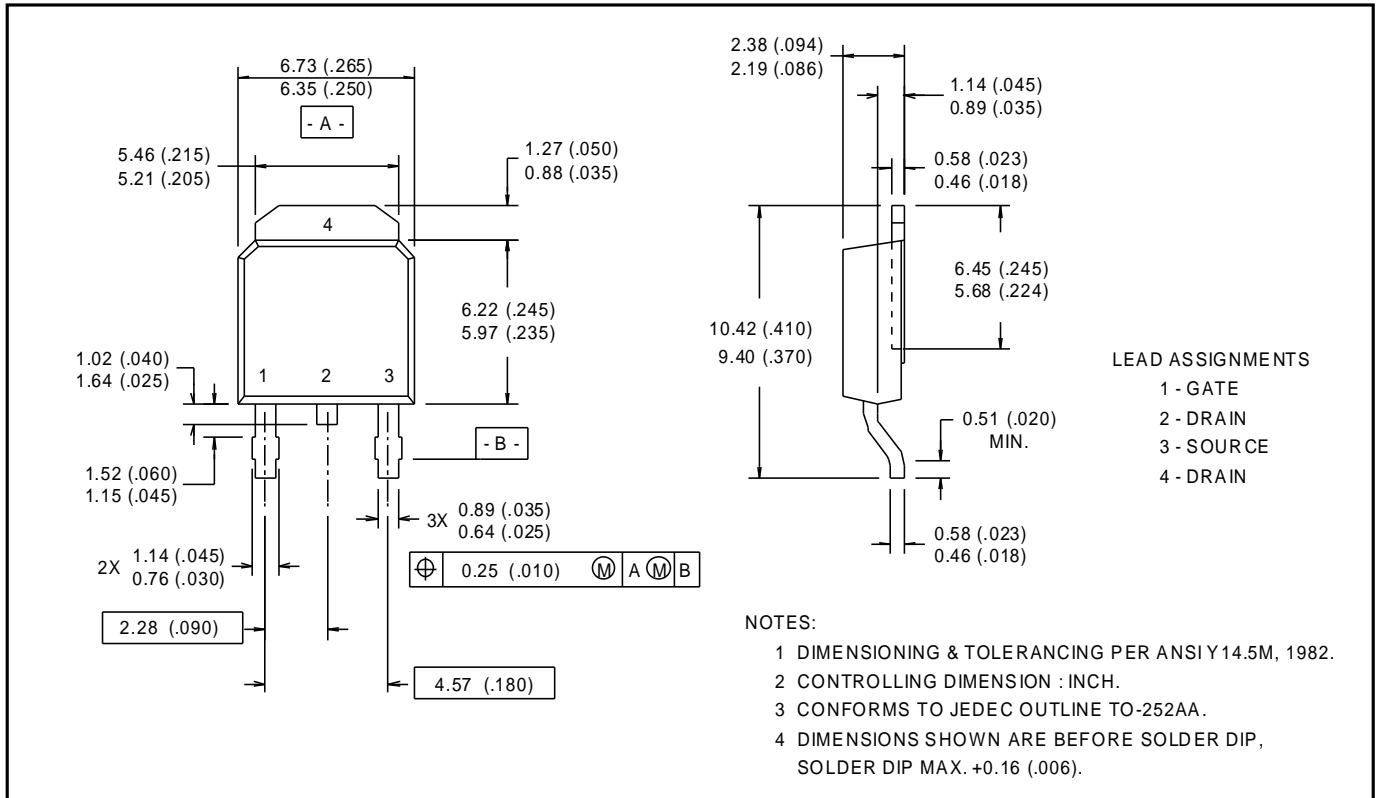 6.73 (.265)
6.35 (.250)
- A -
5.46 (.215)
5.21 (.205)
1.27 (.050)
0.88 (.035)
4
6.22 (.245)
5.97 (.235)
1.02 (.040)
1.64 (.025)
1 2 3
- B -
1.52 (.060)
1.15 (.045)
3X 0.89 (.035)
0.64 (.025)
2X 1.14 (.045)
0.76 (.030)
⌖ 0.25 (.010) Ⓜ A Ⓜ B
2.28 (.090)
4.57 (.180)
2.38 (.094)
2.19 (.086)
1.14 (.045)
0.89 (.035)
0.58 (.023)
0.46 (.018)
6.45 (.245)
5.68 (.224)
10.42 (.410)
9.40 (.370)
0.51 (.020)
MIN.
0.58 (.023)
0.46 (.018)
LEAD ASSIGNMENTS
1 - GATE
2 - DRAIN
3 - SOURCE
4 - DRAIN
NOTES:
1 DIMENSIONING & TOLERANCING PER ANSI Y14.5M, 1982.
2 CONTROLLING DIMENSION : INCH.
3 CONFORMS TO JEDEC OUTLINE TO-252AA.
4 DIMENSIONS SHOWN ARE BEFORE SOLDER DIP,
SOLDER DIP MAX. +0.16 (.006).